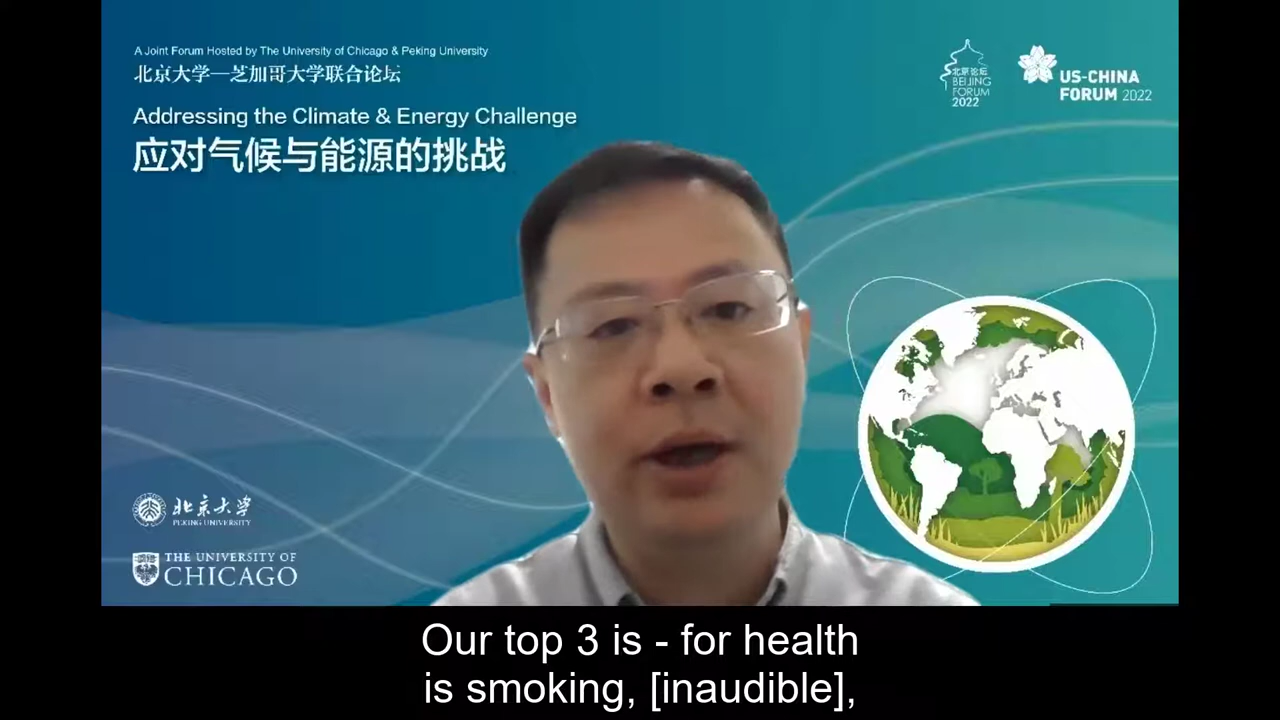 A Joint Forum Hosted by The University of Chicago & Peking University
北京大学—芝加哥大学联合论坛
Addressing the Climate & Energy Challenge
应对气候与能源的挑战
北京论坛
BEIJING
FORUM
2022
US-CHINA
FORUM 2022
北京大学
PEKING UNIVERSITY
THE UNIVERSITY OF
CHICAGO
Our top 3 is - for health
is smoking, [inaudible],